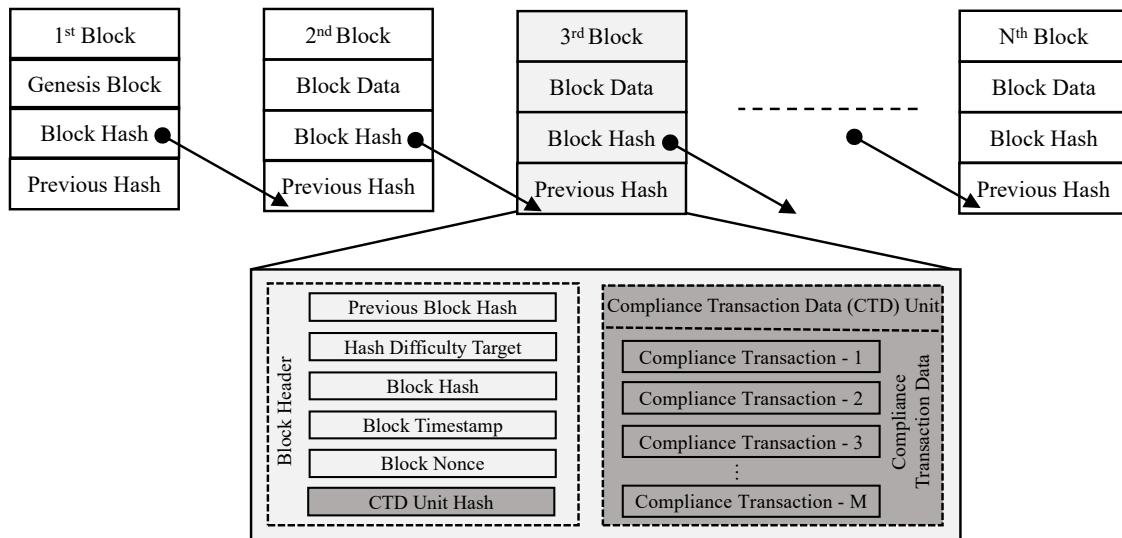 1st Block
Genesis Block
Block Hash
Previous Hash
2nd Block
Block Data
Block Hash
Previous Hash
3rd Block
Block Data
Block Hash
Previous Hash
Nth Block
Block Data
Block Hash
Previous Hash
Block Header
Previous Block Hash
Hash Difficulty Target
Block Hash
Block Timestamp
Block Nonce
CTD Unit Hash
Compliance Transaction Data (CTD) Unit
Compliance Transaction - 1
Compliance Transaction - 2
Compliance Transaction - 3
⋮
Compliance Transaction - M
Compliance
Transaction Data